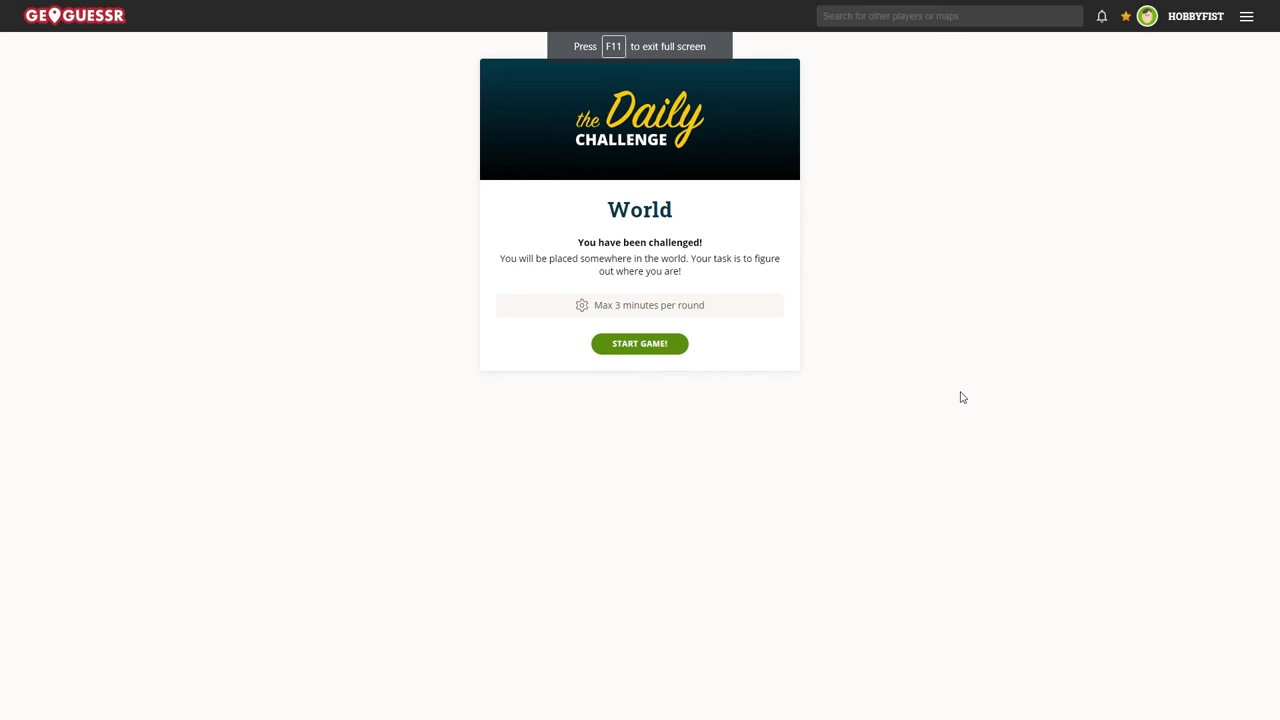 GEOGUESSR
Search for other players or maps
HOBBYFIST
Press F11 to exit full screen
the Daily
CHALLENGE
World
You have been challenged!
You will be placed somewhere in the world. Your task is to figure
out where you are!
Max 3 minutes per round
START GAME!